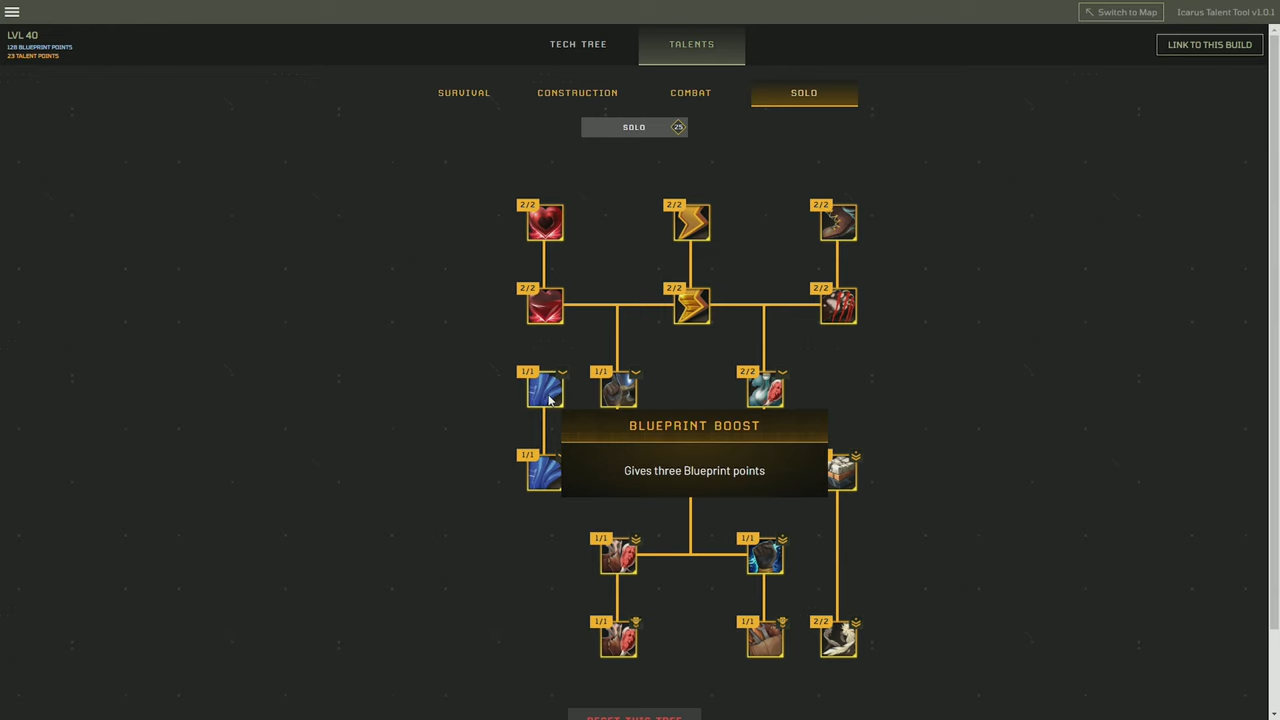 Switch to Map
Icarus Talent Tool v1.0.1
LVL 40
128 BLUEPRINT POINTS
23 TALENT POINTS
TECH TREE
TALENTS
LINK TO THIS BUILD
SURVIVAL
CONSTRUCTION
COMBAT
SOLO
SOLO
25
2/2
2/2
2/2
2/2
2/2
2/2
1/1
1/1
2/2
BLUEPRINT BOOST
1/1
Gives three Blueprint points
1/1
1/1
1/1
1/1
2/2
RESET THIS TREE